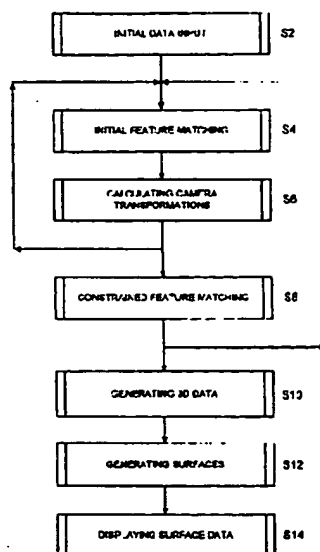 INITIAL DATA INPUT S2
INITIAL FEATURE MATCHING S4
CALCULATING CAMERA S6
TRANSFORMATIONS
CONSTRAINED FEATURE MATCHING S8
GENERATING 3D DATA S10
GENERATING SURFACES S12
DISPLAYING SURFACE DATA S14